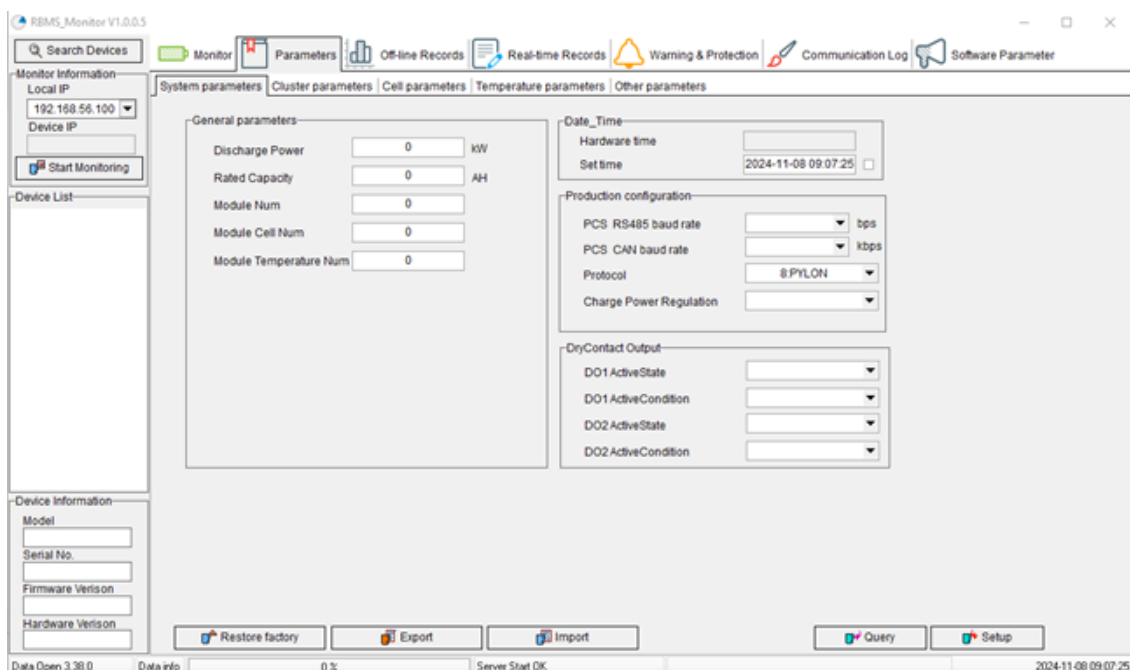 RBMS_Monitor V1.0.0.5
Search Devices
Monitor Parameters Off-line Records Real-time Records Warning & Protection Communication Log Software Parameter
Monitor Information
Local IP
192.168.56.100
Device IP
Start Monitoring
Device List
System parameters Cluster parameters Cell parameters Temperature parameters Other parameters
General parameters
Discharge Power 0 kW
Rated Capacity 0 AH
Module Num 0
Module Cell Num 0
Module Temperature Num 0
Date_Time
Hardware time
Set time 2024-11-08 09:07:25
Production configuration
PCS RS485 baud rate bps
PCS CAN baud rate kbps
Protocol 8:PYLON
Charge Power Regulation
DryContact Output
DO1 ActiveState
DO1 ActiveCondition
DO2 ActiveState
DO2 ActiveCondition
Device Information
Model
Serial No.
Firmware Verison
Hardware Verison
Restore factory Export Import Query Setup
Data Open 3.38.0 Data info 0 % Server Start OK 2024-11-08 09:07:25